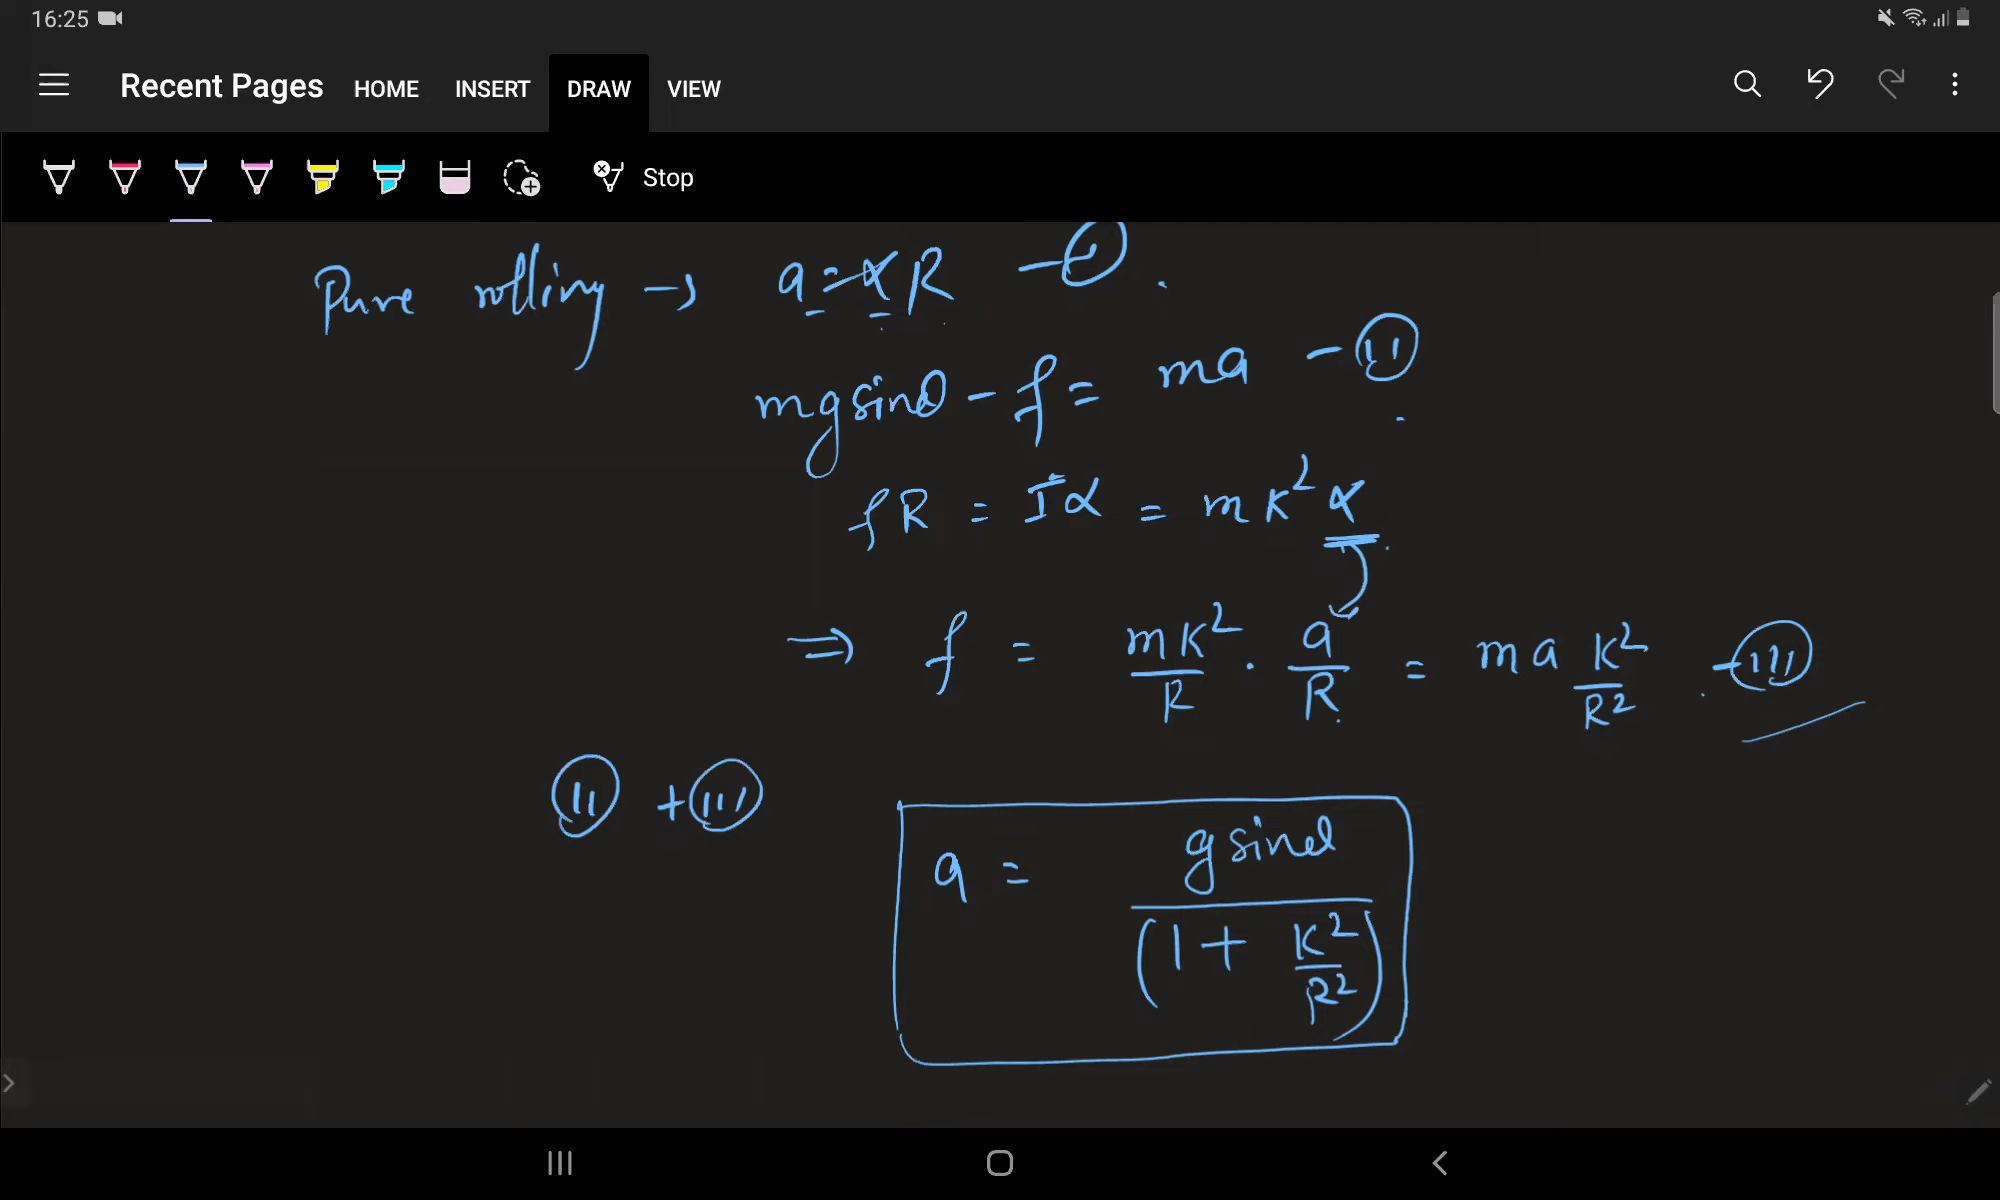 16:25
Recent Pages HOME INSERT DRAW VIEW
Stop
Pure rolling → a = αR - (i)
mg sinθ - f = ma - (ii)
fR = Iα = mK²α
⇒ f = mK²/R · a/R = ma K²/R² - (iii)
(ii) + (iii)
a = g sinθ / (1 + K²/R²)